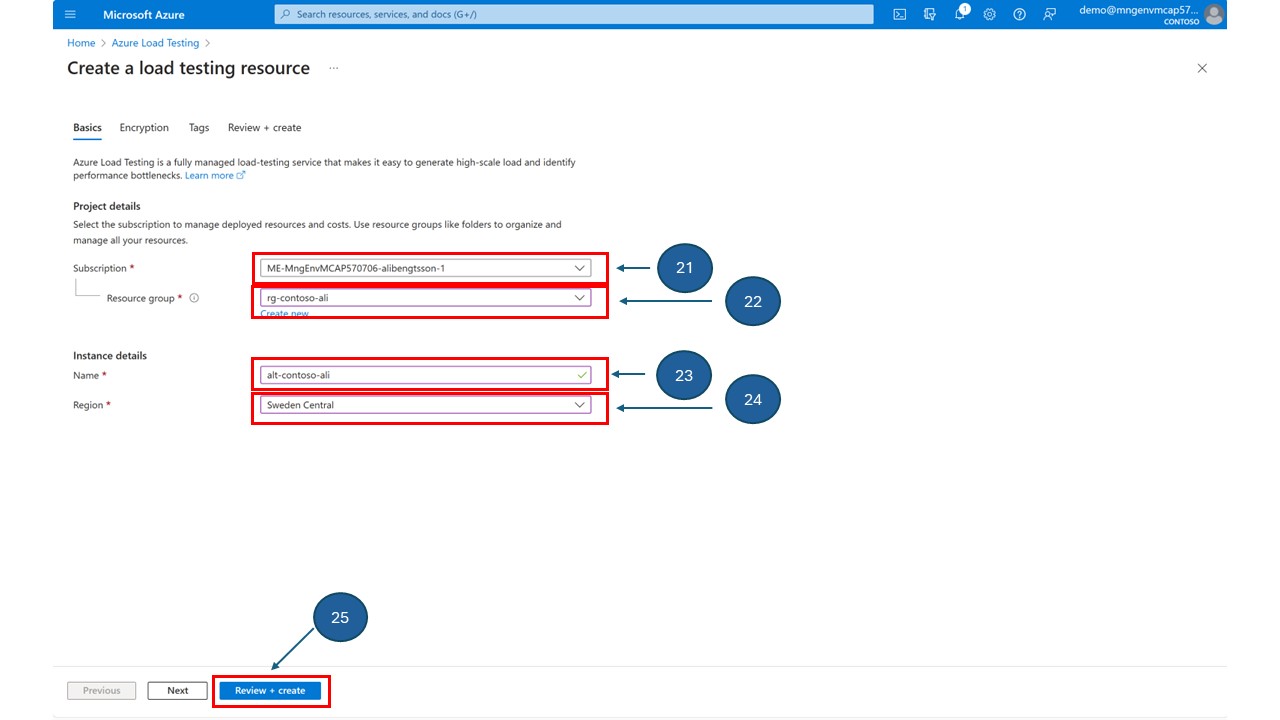 Microsoft Azure
Search resources, services, and docs (G+/)
1
demo@mngenvmcap57...
CONTOSO
Home > Azure Load Testing >
Create a load testing resource ...
Basics Encryption Tags Review + create
Azure Load Testing is a fully managed load-testing service that makes it easy to generate high-scale load and identify
performance bottlenecks. Learn more
Project details
Select the subscription to manage deployed resources and costs. Use resource groups like folders to organize and
manage all your resources.
Subscription * ME-MngEnvMCAP570706-alibengtsson-1 21
Resource group * rg-contoso-ali 22
Create new
Instance details
Name * alt-contoso-ali 23
Region * Sweden Central 24
25
Previous Next Review + create